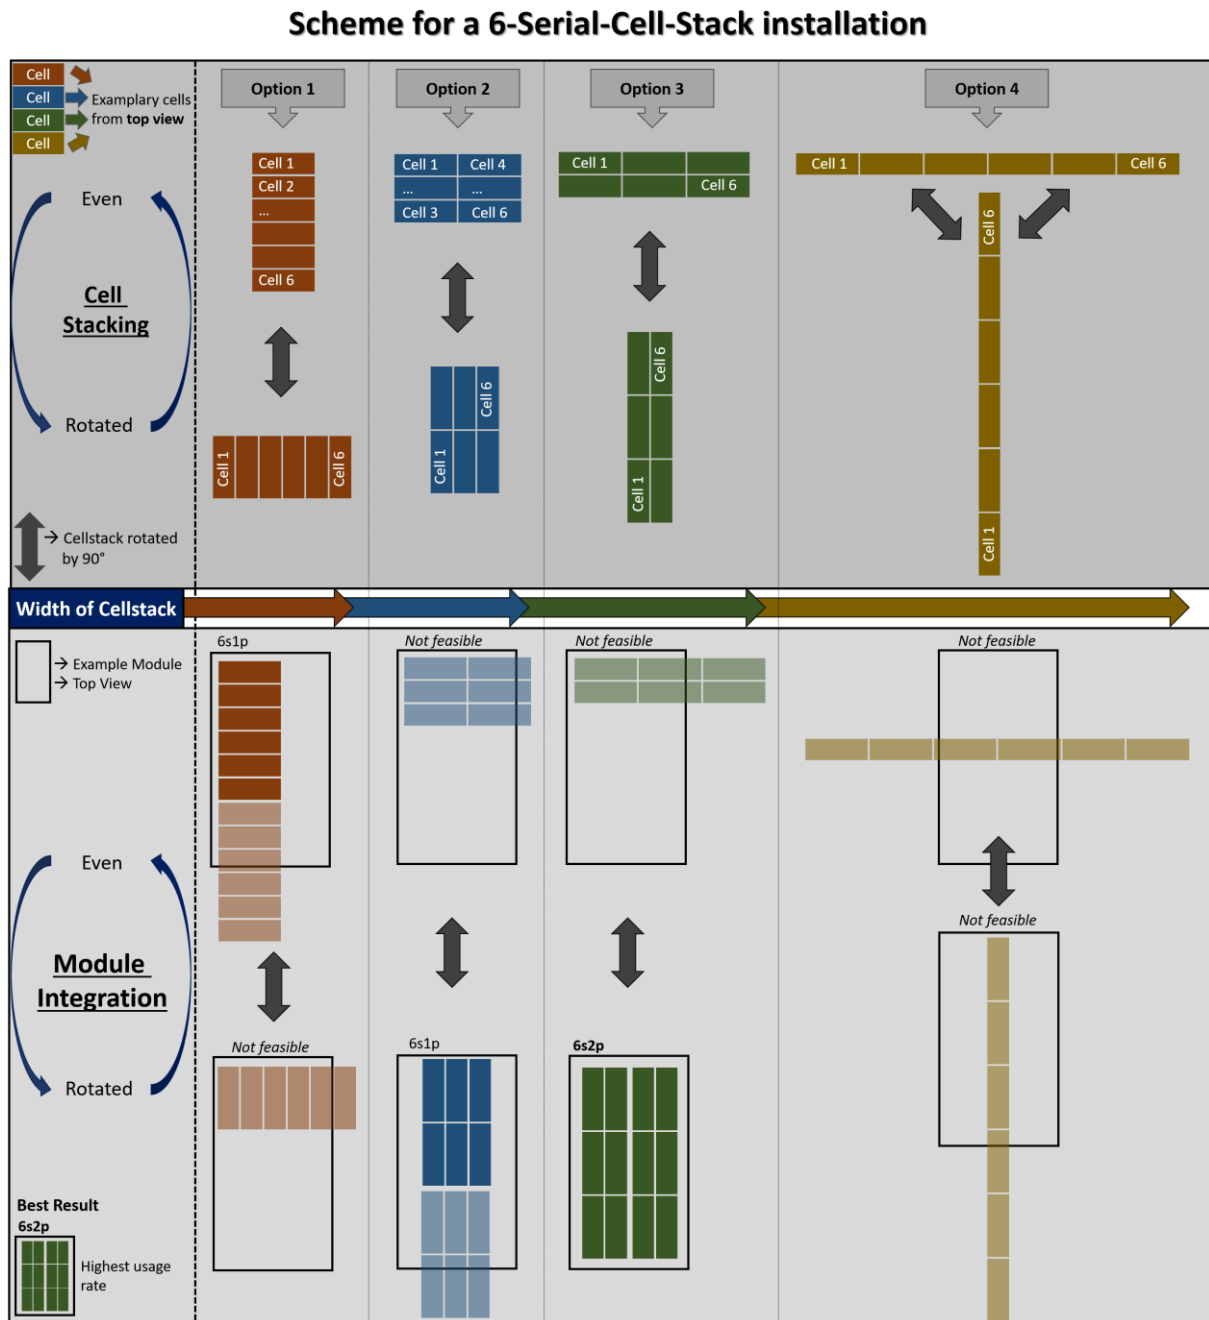 Scheme for a 6-Serial-Cell-Stack installation
Cell
Cell
Cell
Cell
Examplary cells
from top view
Option 1
Option 2
Option 3
Option 4
Even
Cell
Stacking
Rotated
→ Cellstack rotated
by 90°
Cell 1
Cell 2
...
Cell 6
Cell 1
Cell 6
Cell 1 Cell 4
... ...
Cell 3 Cell 6
Cell 1
Cell 6
Cell 1
Cell 6
Cell 1
Cell 6
Cell 1 Cell 6
Cell 6
Cell 1
Width of Cellstack
→ Example Module
→ Top View
Even
Module
Integration
Rotated
6s1p
Not feasible
Not feasible
Not feasible
Not feasible
6s1p
6s2p
Not feasible
Best Result
6s2p
Highest usage
rate